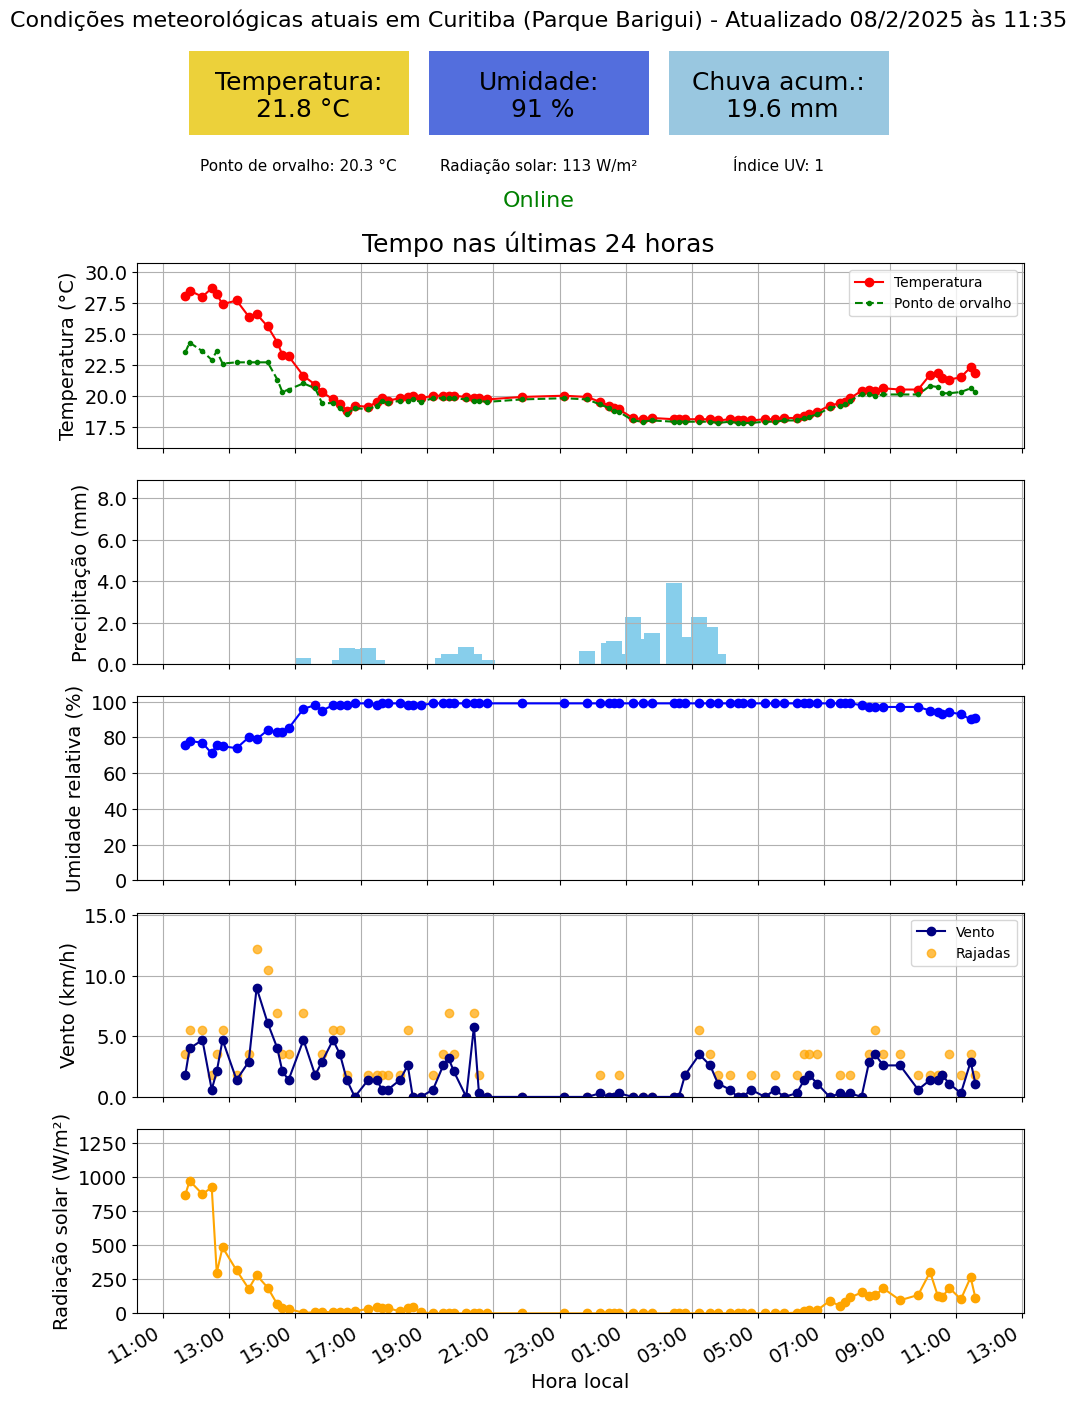 Condições meteorológicas atuais em Curitiba (Parque Barigui) - Atualizado 08/2/2025 às 11:35
Temperatura:
21.8 °C
Umidade:
91 %
Chuva acum.:
19.6 mm
Ponto de orvalho: 20.3 °C
Radiação solar: 113 W/m²
Índice UV: 1
Online
Tempo nas últimas 24 horas
Temperatura (°C)
30.0
27.5
25.0
22.5
20.0
17.5
Temperatura
Ponto de orvalho
Precipitação (mm)
8.0
6.0
4.0
2.0
0.0
Umidade relativa (%)
100
80
60
40
20
0
Vento (km/h)
15.0
10.0
5.0
0.0
Vento
Rajadas
Radiação solar (W/m²)
1250
1000
750
500
250
0
11:00
13:00
15:00
17:00
19:00
21:00
23:00
01:00
03:00
05:00
07:00
09:00
11:00
13:00
Hora local